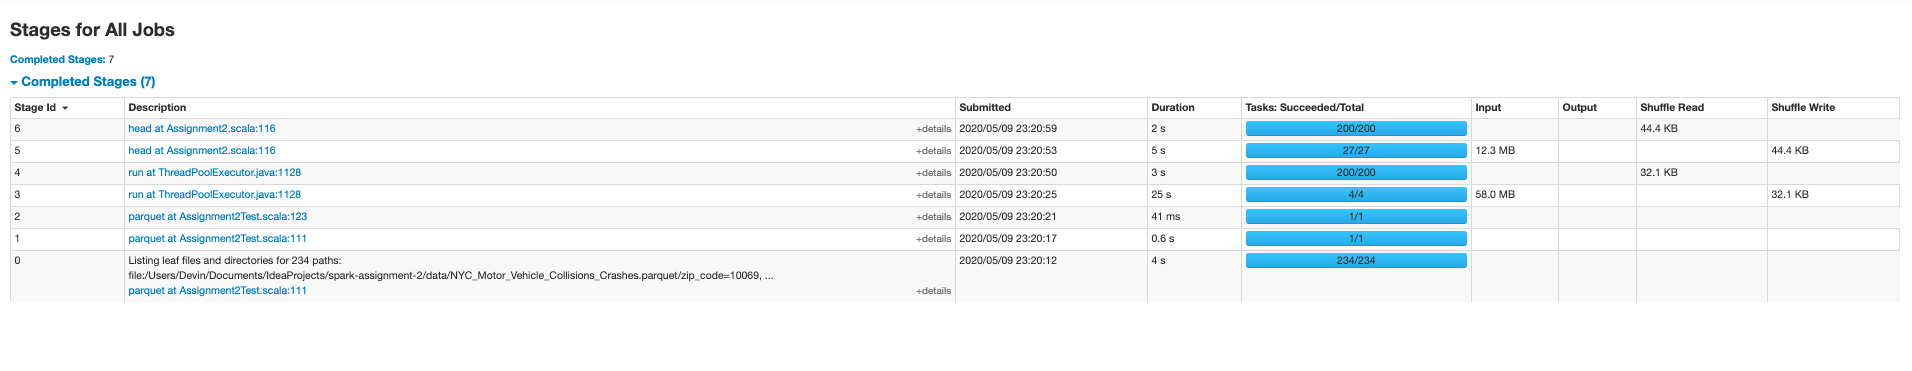 Stages for All Jobs
Completed Stages: 7
Completed Stages (7)
Stage Id Description Submitted Duration Tasks: Succeeded/Total Input Output Shuffle Read Shuffle Write
6 head at Assignment2.scala:116 +details 2020/05/09 23:20:59 2 s 200/200 44.4 KB
5 head at Assignment2.scala:116 +details 2020/05/09 23:20:53 5 s 27/27 12.3 MB 44.4 KB
4 run at ThreadPoolExecutor.java:1128 +details 2020/05/09 23:20:50 3 s 200/200 32.1 KB
3 run at ThreadPoolExecutor.java:1128 +details 2020/05/09 23:20:25 25 s 4/4 58.0 MB 32.1 KB
2 parquet at Assignment2Test.scala:123 +details 2020/05/09 23:20:21 41 ms 1/1
1 parquet at Assignment2Test.scala:111 +details 2020/05/09 23:20:17 0.6 s 1/1
0 Listing leaf files and directories for 234 paths: 2020/05/09 23:20:12 4 s 234/234
file:/Users/Devin/Documents/IdeaProjects/spark-assignment-2/data/NYC_Motor_Vehicle_Collisions_Crashes.parquet/zip_code=10069, ...
parquet at Assignment2Test.scala:111 +details